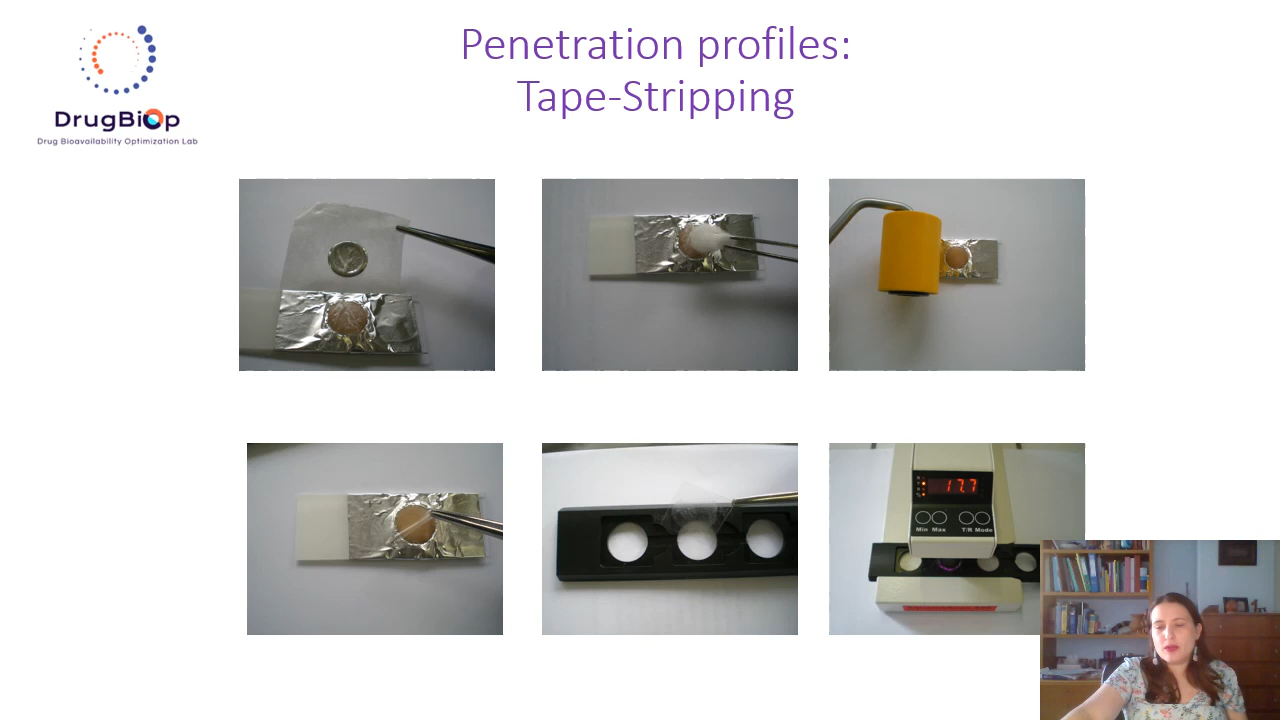 Penetration profiles:
Tape-Stripping
DrugBiOp
Drug Bioavailability Optimization Lab
17.7
Min Max T/R Mode